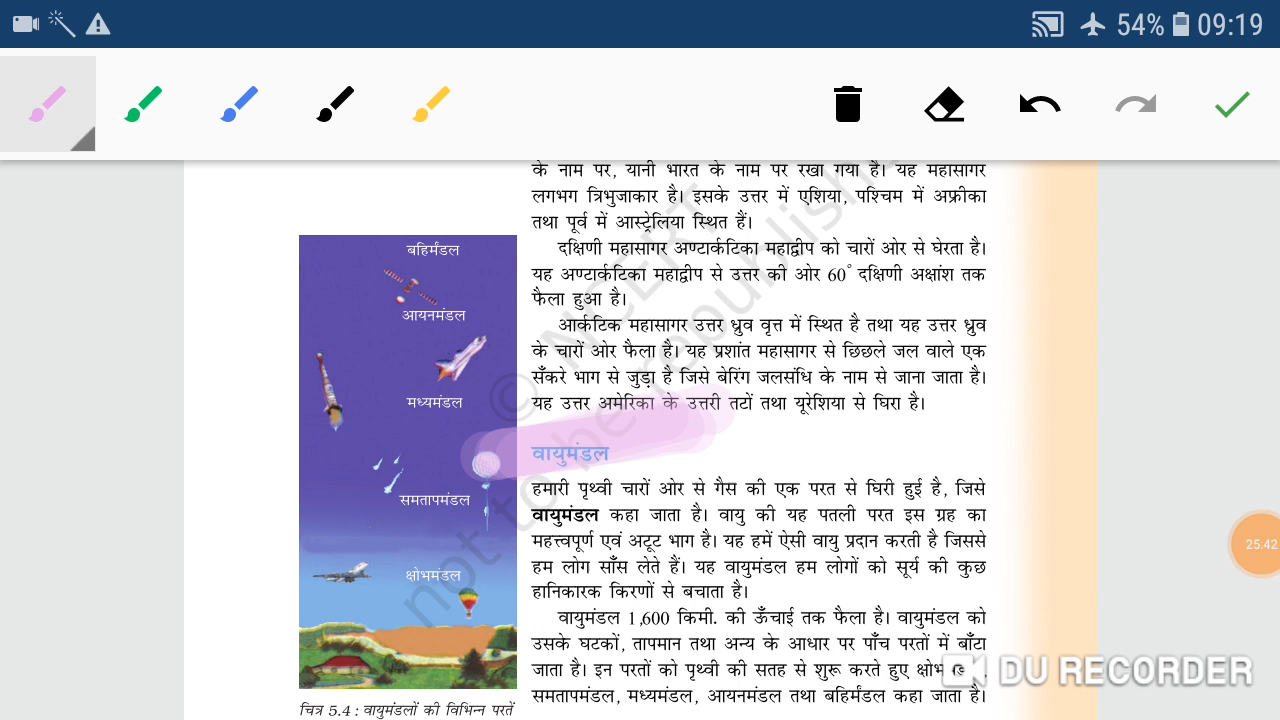 54% 09:19
के नाम पर, यानी भारत के नाम पर रखा गया है। यह महासागर
लगभग त्रिभुजाकार है। इसके उत्तर में एशिया, पश्चिम में अफ्रीका
तथा पूर्व में आस्ट्रेलिया स्थित हैं।
दक्षिणी महासागर अण्टार्कटिका महाद्वीप को चारों ओर से घेरता है।
यह अण्टार्कटिका महाद्वीप से उत्तर की ओर 60° दक्षिणी अक्षांश तक
फैला हुआ है।
आर्कटिक महासागर उत्तर ध्रुव वृत्त में स्थित है तथा यह उत्तर ध्रुव
के चारों ओर फैला है। यह प्रशांत महासागर से छिछले जल वाले एक
सँकरे भाग से जुड़ा है जिसे बेरिंग जलसंधि के नाम से जाना जाता है।
यह उत्तर अमेरिका के उत्तरी तटों तथा यूरेशिया से घिरा है।
वायुमंडल
हमारी पृथ्वी चारों ओर से गैस की एक परत से घिरी हुई है, जिसे
वायुमंडल कहा जाता है। वायु की यह पतली परत इस ग्रह का
महत्त्वपूर्ण एवं अटूट भाग है। यह हमें ऐसी वायु प्रदान करती है जिससे
हम लोग साँस लेते हैं। यह वायुमंडल हम लोगों को सूर्य की कुछ
हानिकारक किरणों से बचाता है।
वायुमंडल 1,600 किमी. की ऊँचाई तक फैला है। वायुमंडल को
उसके घटकों, तापमान तथा अन्य के आधार पर पाँच परतों में बाँटा
जाता है। इन परतों को पृथ्वी की सतह से शुरू करते हुए
समतापमंडल, मध्यमंडल, आयनमंडल तथा बहिर्मंडल कहा जाता है।
बहिर्मंडल
आयनमंडल
मध्यमंडल
समतापमंडल
क्षोभमंडल
चित्र 5.4 : वायुमंडलों की विभिन्न परतें
© NCERT
not to be republished
25:42
DU RECORDER